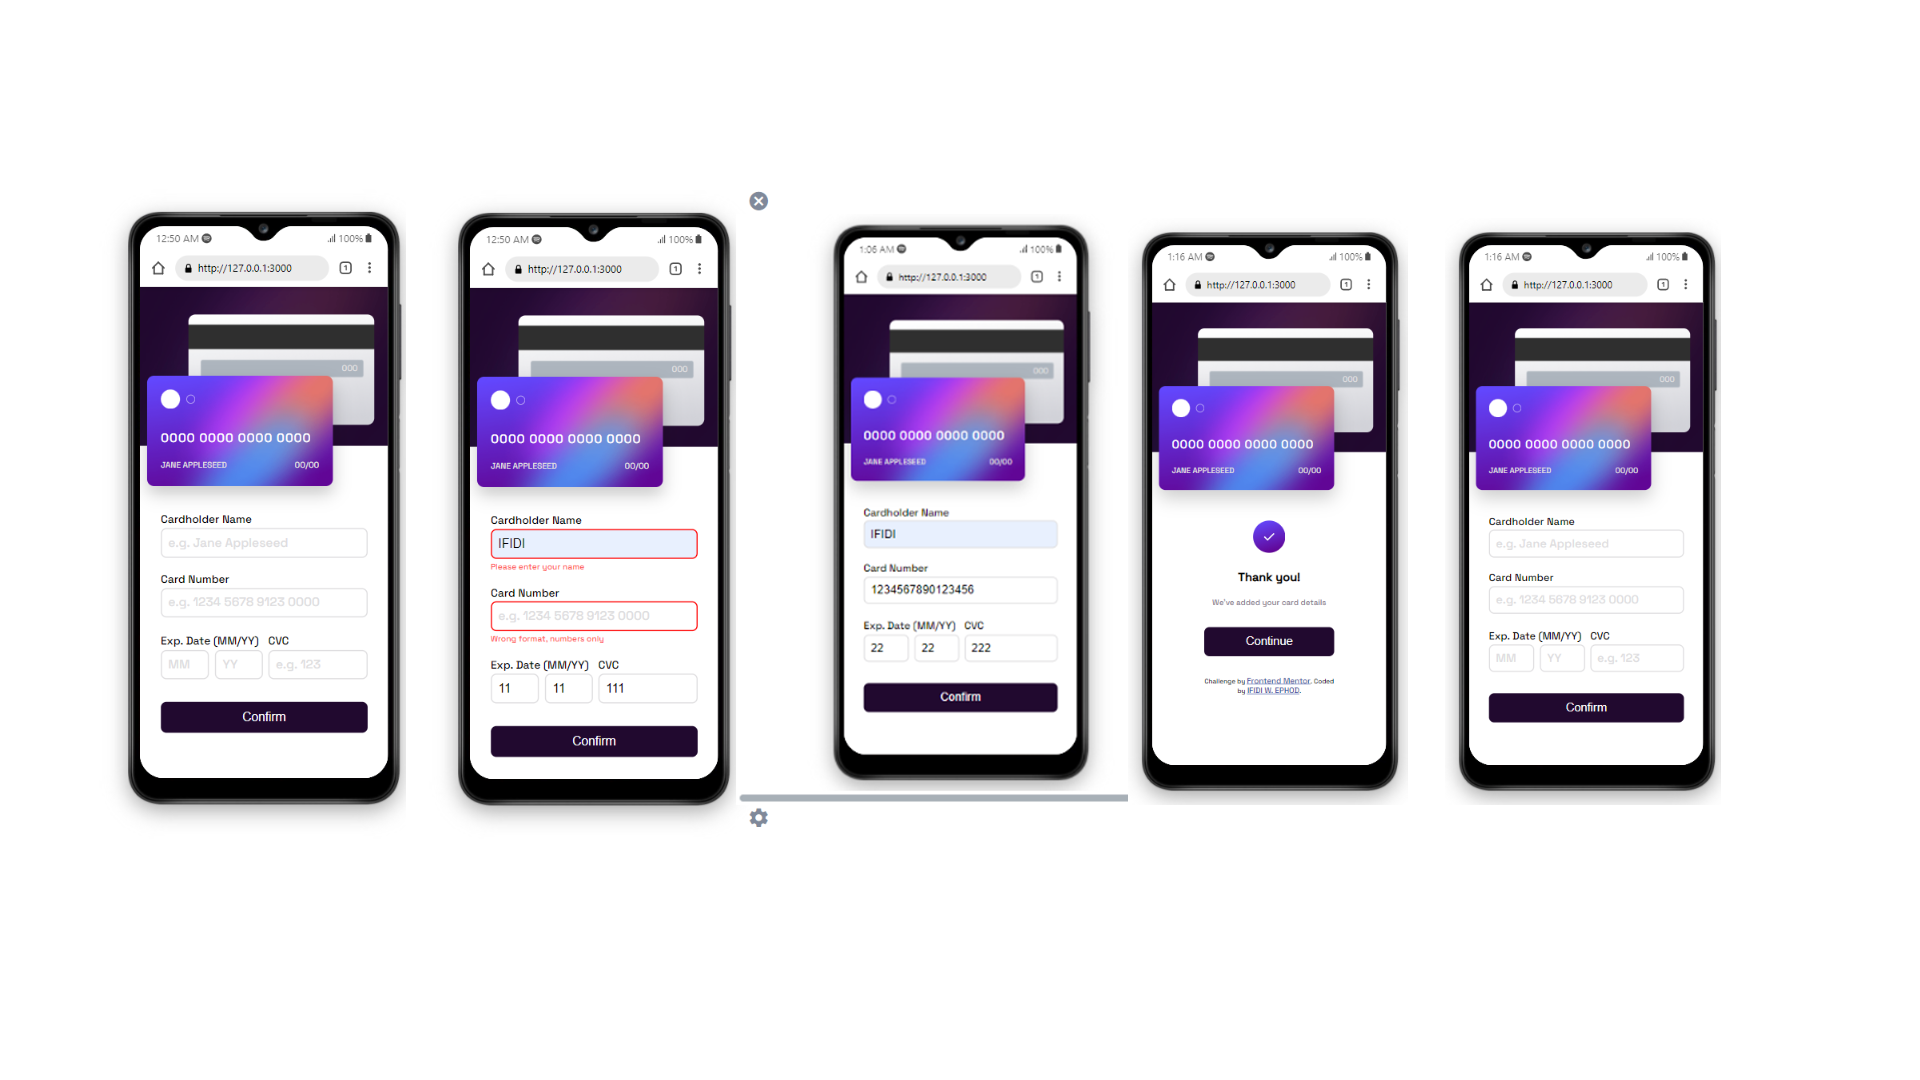 12:50 AM
100%
http://127.0.0.1:3000
1
000
0000 0000 0000 0000
JANE APPLESEED 00/00
Cardholder Name
e.g. Jane Appleseed
Card Number
e.g. 1234 5678 9123 0000
Exp. Date (MM/YY) CVC
MM YY e.g. 123
Confirm
12:50 AM
100%
http://127.0.0.1:3000
1
000
0000 0000 0000 0000
JANE APPLESEED 00/00
Cardholder Name
IFIDI
Please enter your name
Card Number
e.g. 1234 5678 9123 0000
Wrong format, numbers only
Exp. Date (MM/YY) CVC
11 11 111
Confirm
1:06 AM
100%
http://127.0.0.1:3000
1
000
0000 0000 0000 0000
JANE APPLESEED 00/00
Cardholder Name
IFIDI
Card Number
1234567890123456
Exp. Date (MM/YY) CVC
22 22 222
Confirm
1:16 AM
100%
http://127.0.0.1:3000
1
000
0000 0000 0000 0000
JANE APPLESEED 00/00
Thank you!
We've added your card details
Continue
Challenge by Frontend Mentor. Coded
by IFIDI W. EPHOD.
1:16 AM
100%
http://127.0.0.1:3000
1
000
0000 0000 0000 0000
JANE APPLESEED 00/00
Cardholder Name
e.g. Jane Appleseed
Card Number
e.g. 1234 5678 9123 0000
Exp. Date (MM/YY) CVC
MM YY e.g. 123
Confirm